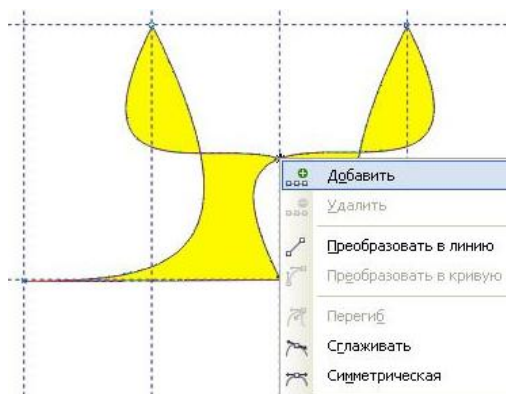 Добавить
Удалить
Преобразовать в линию
Преобразовать в кривую
Перегиб
Сглаживать
Симметрическая